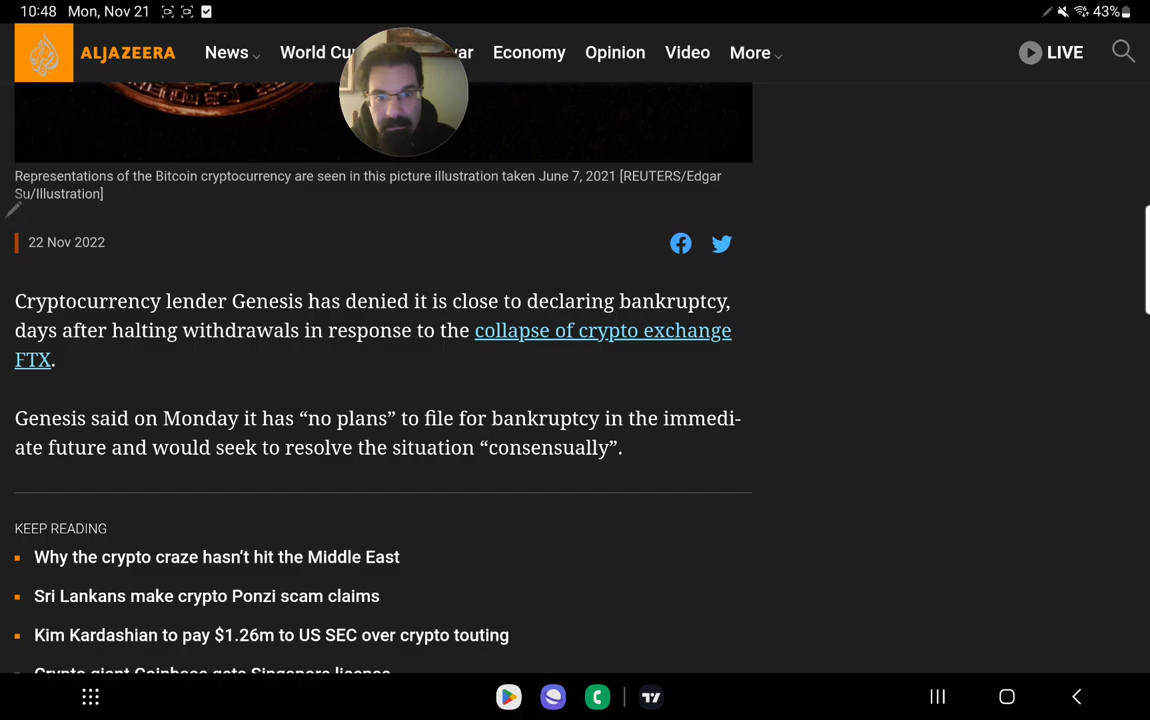 10:48 Mon, Nov 21 43%
ALJAZEERA News World Cu ar Economy Opinion Video More LIVE
Representations of the Bitcoin cryptocurrency are seen in this picture illustration taken June 7, 2021 [REUTERS/Edgar
Su/Illustration]
22 Nov 2022
Cryptocurrency lender Genesis has denied it is close to declaring bankruptcy,
days after halting withdrawals in response to the collapse of crypto exchange
FTX.
Genesis said on Monday it has “no plans” to file for bankruptcy in the immedi-
ate future and would seek to resolve the situation “consensually”.
KEEP READING
Why the crypto craze hasn’t hit the Middle East
Sri Lankans make crypto Ponzi scam claims
Kim Kardashian to pay $1.26m to US SEC over crypto touting
Crypto giant Coinbase gets Singapore license